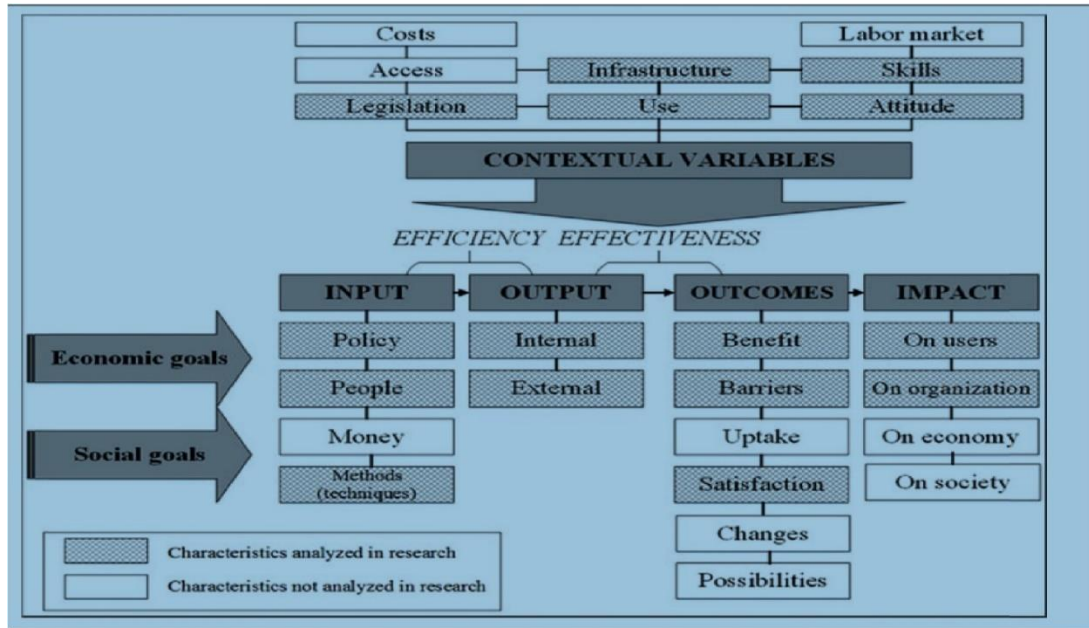 Costs
Labor market
Access
Infrastructure
Skills
Legislation
Use
Attitude
CONTEXTUAL VARIABLES
EFFICIENCY EFFECTIVENESS
INPUT
OUTPUT
OUTCOMES
IMPACT
Economic goals
Policy
Internal
Benefit
On users
People
External
Barriers
On organization
Social goals
Money
Uptake
On economy
Methods
(techniques)
Satisfaction
On society
Changes
Possibilities
Characteristics analyzed in research
Characteristics not analyzed in research